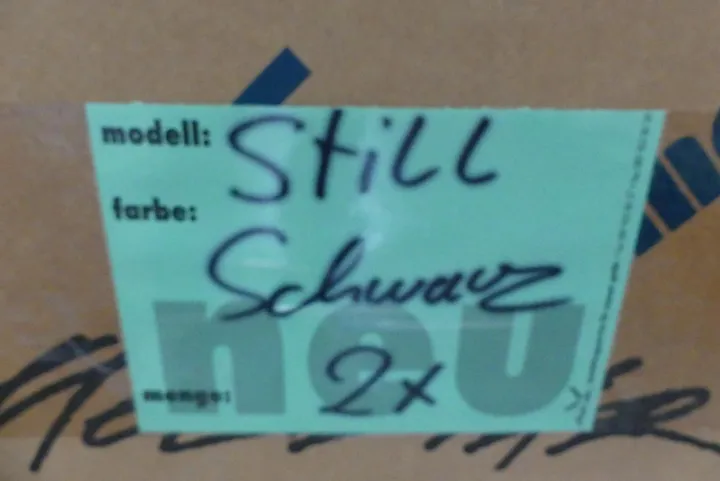 modell: Still
farbe: Schwarz
neu
menge: 2x